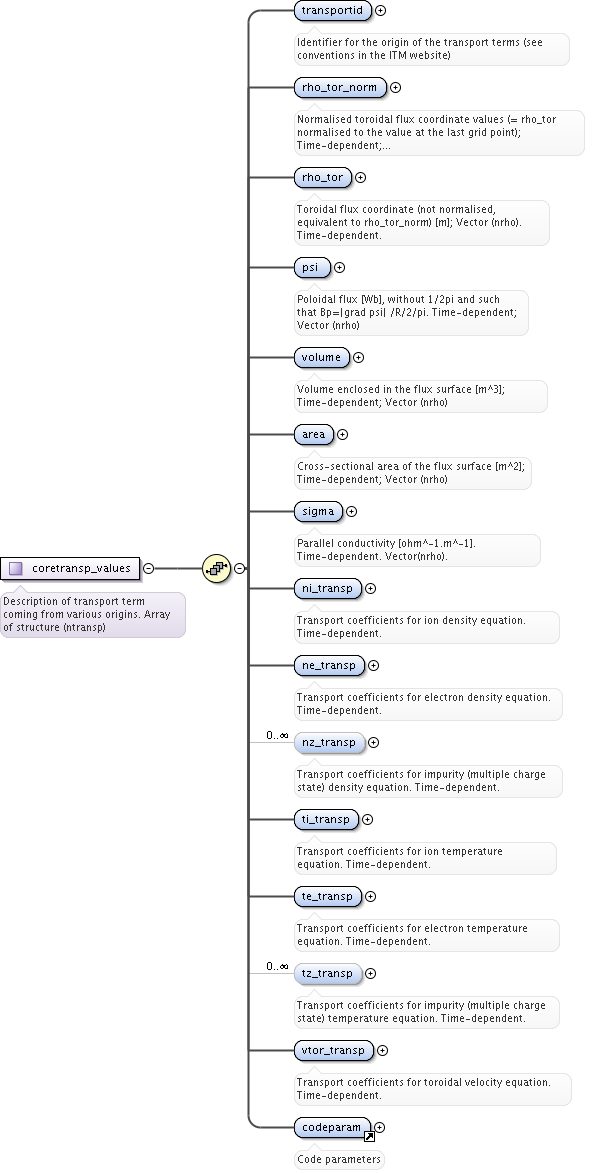 transportid
Identifier for the origin of the transport terms (see
conventions in the ITM website)
rho_tor_norm
Normalised toroidal flux coordinate values (= rho_tor
normalised to the value at the last grid point);
Time-dependent;...
rho_tor
Toroidal flux coordinate (not normalised,
equivalent to rho_tor_norm) [m]; Vector (nrho).
Time-dependent.
psi
Poloidal flux [Wb], without 1/2pi and such
that Bp=|grad psi| /R/2/pi. Time-dependent;
Vector (nrho)
volume
Volume enclosed in the flux surface [m^3];
Time-dependent; Vector (nrho)
area
Cross-sectional area of the flux surface [m^2];
Time-dependent; Vector (nrho)
sigma
Parallel conductivity [ohm^-1.m^-1].
Time-dependent. Vector(nrho).
coretransp_values
Description of transport term
coming from various origins. Array
of structure (ntransp)
ni_transp
Transport coefficients for ion density equation.
Time-dependent.
ne_transp
Transport coefficients for electron density equation.
Time-dependent.
0..∞
nz_transp
Transport coefficients for impurity (multiple charge
state) density equation. Time-dependent.
ti_transp
Transport coefficients for ion temperature
equation. Time-dependent.
te_transp
Transport coefficients for electron temperature
equation. Time-dependent.
0..∞
tz_transp
Transport coefficients for impurity (multiple charge
state) temperature equation. Time-dependent.
vtor_transp
Transport coefficients for toroidal velocity equation.
Time-dependent.
codeparam
Code parameters